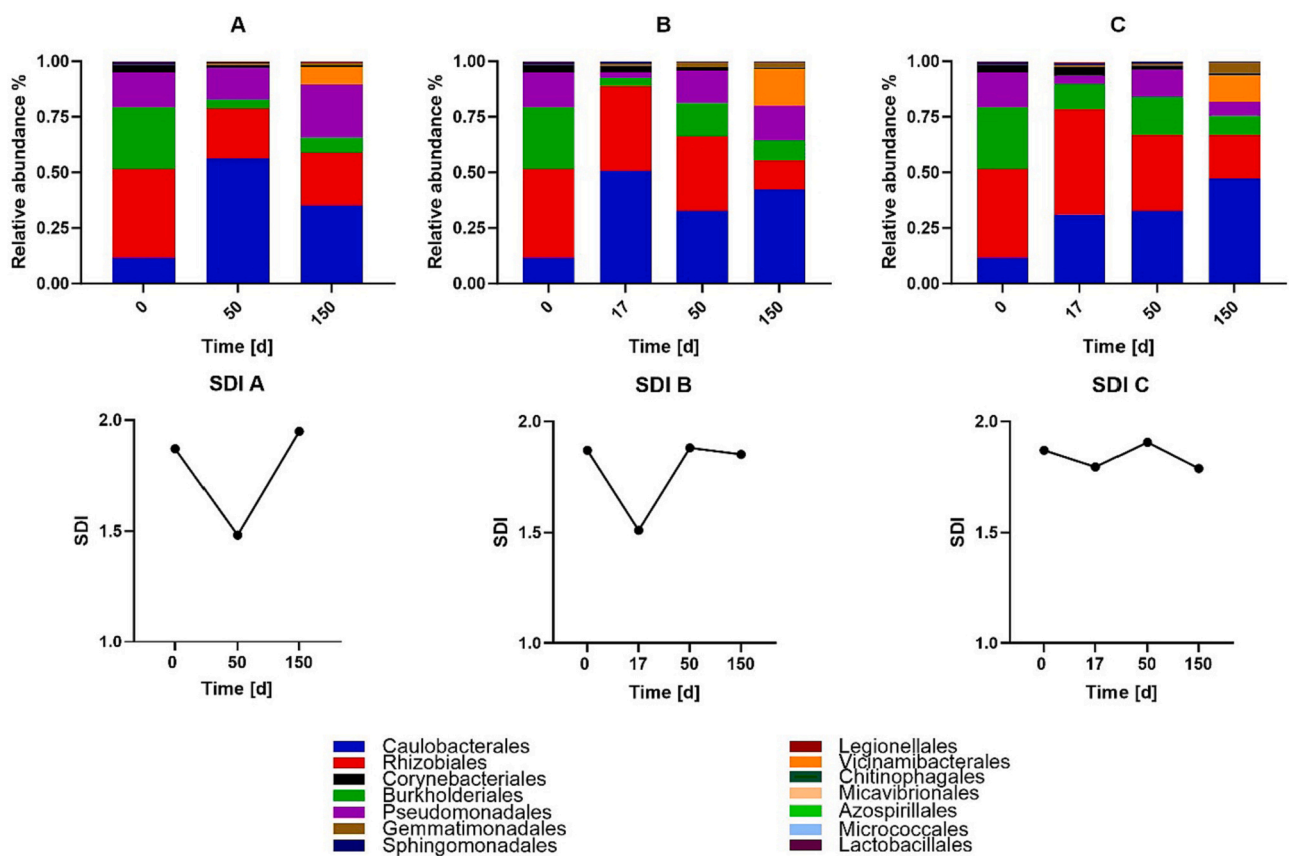 A
B
C
Relative abundance %
1.00
0.75
0.50
0.25
0.00
0
50
150
Time [d]
Relative abundance %
1.00
0.75
0.50
0.25
0.00
0
17
50
150
Time [d]
Relative abundance %
1.00
0.75
0.50
0.25
0.00
0
17
50
150
Time [d]
SDI A
SDI
2.0
1.5
1.0
0
50
150
Time [d]
SDI B
SDI
2.0
1.5
1.0
0
17
50
150
Time [d]
SDI C
SDI
2.0
1.5
1.0
0
17
50
150
Time [d]
Caulobacterales
Rhizobiales
Corynebacteriales
Burkholderiales
Pseudomonadales
Gemmatimonadales
Sphingomonadales
Legionellales
Vicinamibacterales
Chitinophagales
Micavibrionales
Azospirillales
Micrococcales
Lactobacillales